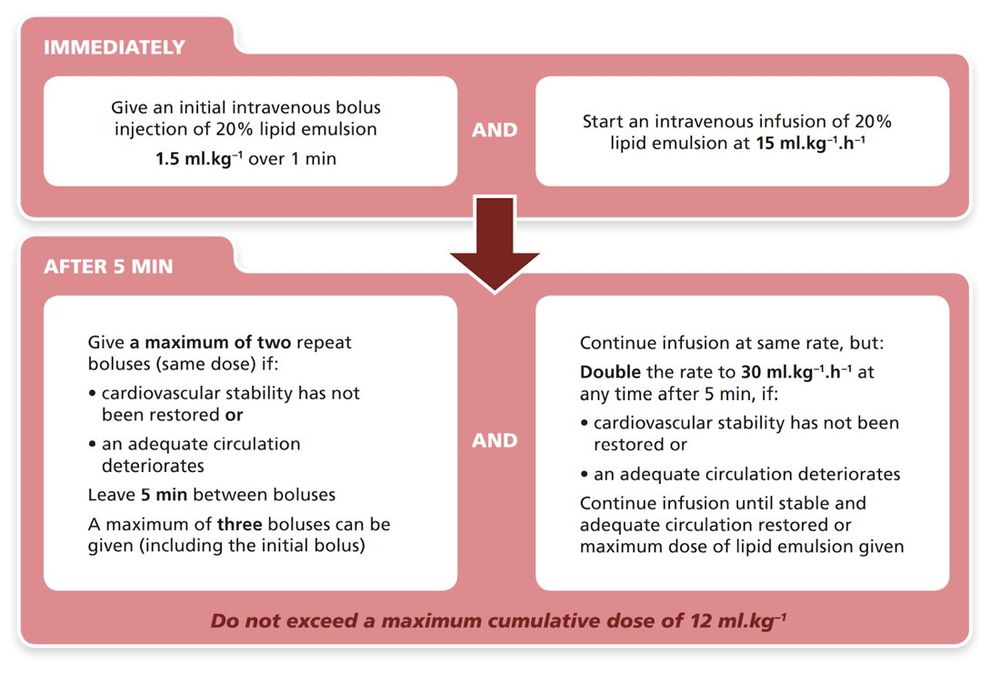 IMMEDIATELY
Give an initial intravenous bolus
injection of 20% lipid emulsion
1.5 ml.kg⁻¹ over 1 min
AND
Start an intravenous infusion of 20%
lipid emulsion at 15 ml.kg⁻¹.h⁻¹
AFTER 5 MIN
Give a maximum of two repeat
boluses (same dose) if:
• cardiovascular stability has not
been restored or
• an adequate circulation
deteriorates
Leave 5 min between boluses
A maximum of three boluses can be
given (including the initial bolus)
AND
Continue infusion at same rate, but:
Double the rate to 30 ml.kg⁻¹.h⁻¹ at
any time after 5 min, if:
• cardiovascular stability has not been
restored or
• an adequate circulation deteriorates
Continue infusion until stable and
adequate circulation restored or
maximum dose of lipid emulsion given
Do not exceed a maximum cumulative dose of 12 ml.kg⁻¹